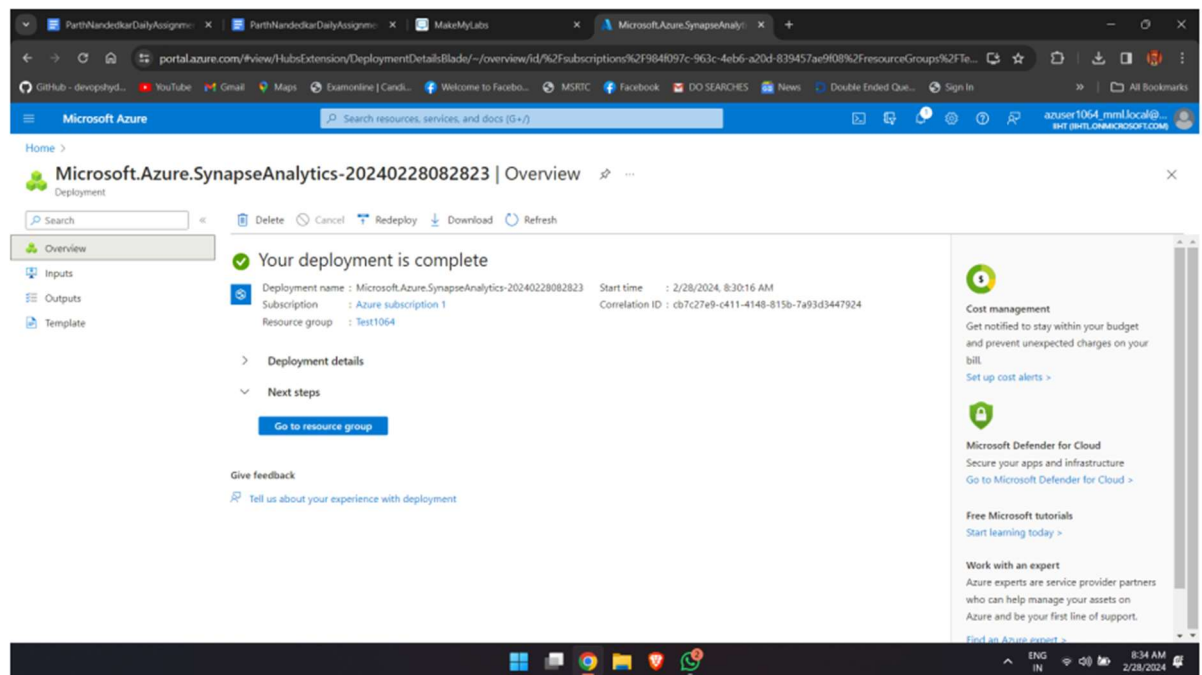 ParthNandedkarDailyAssignme
ParthNandedkarDailyAssignme
MakeMyLabs
Microsoft.Azure.SynapseAnalyti
portal.azure.com/#view/HubsExtension/DeploymentDetailsBlade/~/overview/id/%2Fsubscriptions%2F984f097c-963c-4eb6-a20d-839457ae9f08%2FresourceGroups%2FTe...
GitHub - devopshyd...
YouTube
Gmail
Maps
Examonline | Candi...
Welcome to Facebo...
MSRTC
Facebook
DO SEARCHES
News
Double Ended Que...
Sign In
»
All Bookmarks
Microsoft Azure
Search resources, services, and docs (G+/)
1
azuser1064_mml.local@...
IIHT (IIHTL.ONMICROSOFT.COM)
Home >
Microsoft.Azure.SynapseAnalytics-20240228082823 | Overview
...
Deployment
Search
«
Delete
Cancel
Redeploy
Download
Refresh
Overview
Inputs
Outputs
Template
Your deployment is complete
Deployment name : Microsoft.Azure.SynapseAnalytics-20240228082823
Subscription : Azure subscription 1
Resource group : Test1064
Start time : 2/28/2024, 8:30:16 AM
Correlation ID : cb7c27e9-c411-4148-815b-7a93d3447924
Deployment details
Next steps
Go to resource group
Give feedback
Tell us about your experience with deployment
Cost management
Get notified to stay within your budget
and prevent unexpected charges on your
bill.
Set up cost alerts >
Microsoft Defender for Cloud
Secure your apps and infrastructure
Go to Microsoft Defender for Cloud >
Free Microsoft tutorials
Start learning today >
Work with an expert
Azure experts are service provider partners
who can help manage your assets on
Azure and be your first line of support.
Find an Azure expert >
2
ENG
IN
8:34 AM
2/28/2024